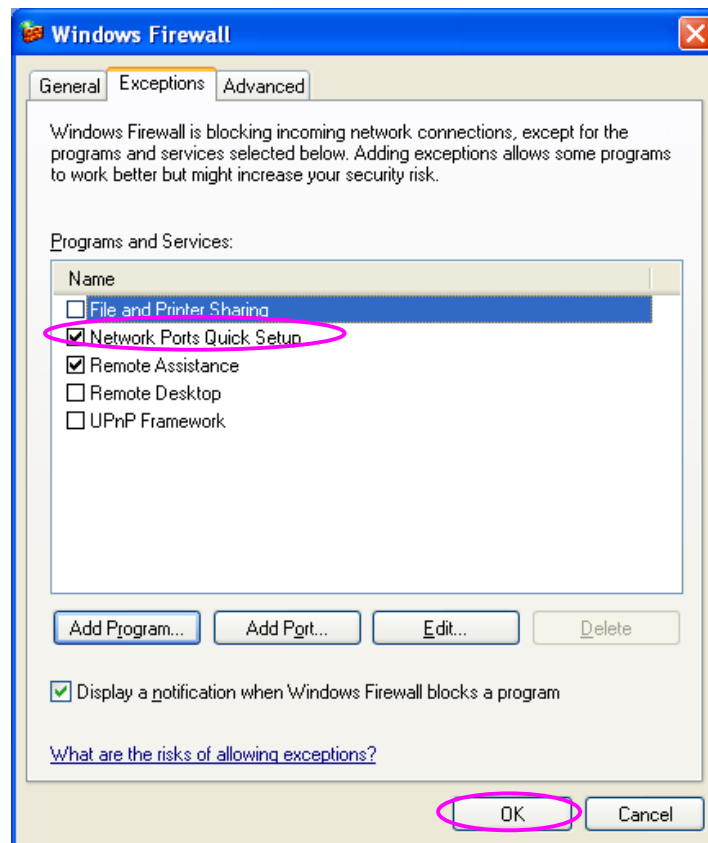 Windows Firewall
General Exceptions Advanced
Windows Firewall is blocking incoming network connections, except for the
programs and services selected below. Adding exceptions allows some programs
to work better but might increase your security risk.
Programs and Services:
Name
File and Printer Sharing
Network Ports Quick Setup
Remote Assistance
Remote Desktop
UPnP Framework
Add Program... Add Port... Edit... Delete
Display a notification when Windows Firewall blocks a program
What are the risks of allowing exceptions?
OK Cancel